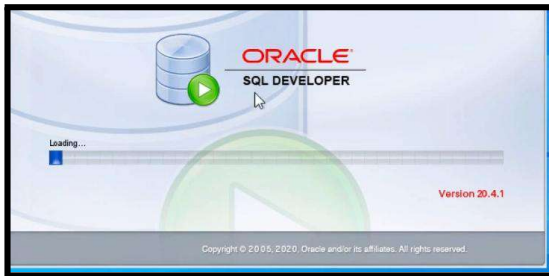 ORACLE
SQL DEVELOPER
Loading...
Version 20.4.1
Copyright © 2005, 2020, Oracle and/or its affiliates. All rights reserved.